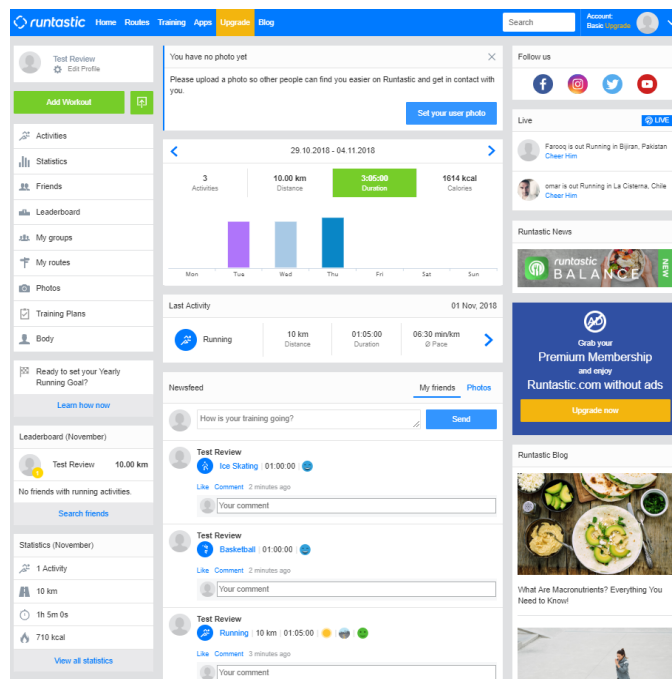 runtastic Home Routes Training Apps Upgrade Blog
Search
Account:
Basic Upgrade
Test Review
Edit Profile
Add Workout
Activities
Statistics
Friends
Leaderboard
My groups
My routes
Photos
Training Plans
Body
Ready to set your Yearly
Running Goal?
Learn how now
Leaderboard (November)
Test Review 10.00 km
No friends with running activities.
Search friends
Statistics (November)
1 Activity
10 km
1h 5m 0s
710 kcal
View all statistics
You have no photo yet
Please upload a photo so other people can find you easier on Runtastic and get in contact with
you.
Set your user photo
29.10.2018 - 04.11.2018
3 10.00 km 3:05:00 1614 kcal
Activities Distance Duration Calories
Mon Tue Wed Thu Fri Sat Sun
Last Activity 01 Nov, 2018
Running
10 km 01:05:00 06:30 min/km
Distance Duration Ø Pace
Newsfeed My friends Photos
How is your training going? Send
Test Review
Ice Skating | 01:00:00 |
Like Comment 2 minutes ago
Your comment
Test Review
Basketball | 01:00:00 |
Like Comment 2 minutes ago
Your comment
Test Review
Running | 10 km | 01:05:00 |
Like Comment 3 minutes ago
Your comment
Follow us
Live LIVE
Farooq is out Running in Bijiran, Pakistan
Cheer Him
omar is out Running in La Cisterna, Chile
Cheer Him
Runtastic News
runtastic
BALANCE
NEW
AD
Grab your
Premium Membership
and enjoy
Runtastic.com without ads
Upgrade now
Runtastic Blog
What Are Macronutrients? Everything You
Need to Know!